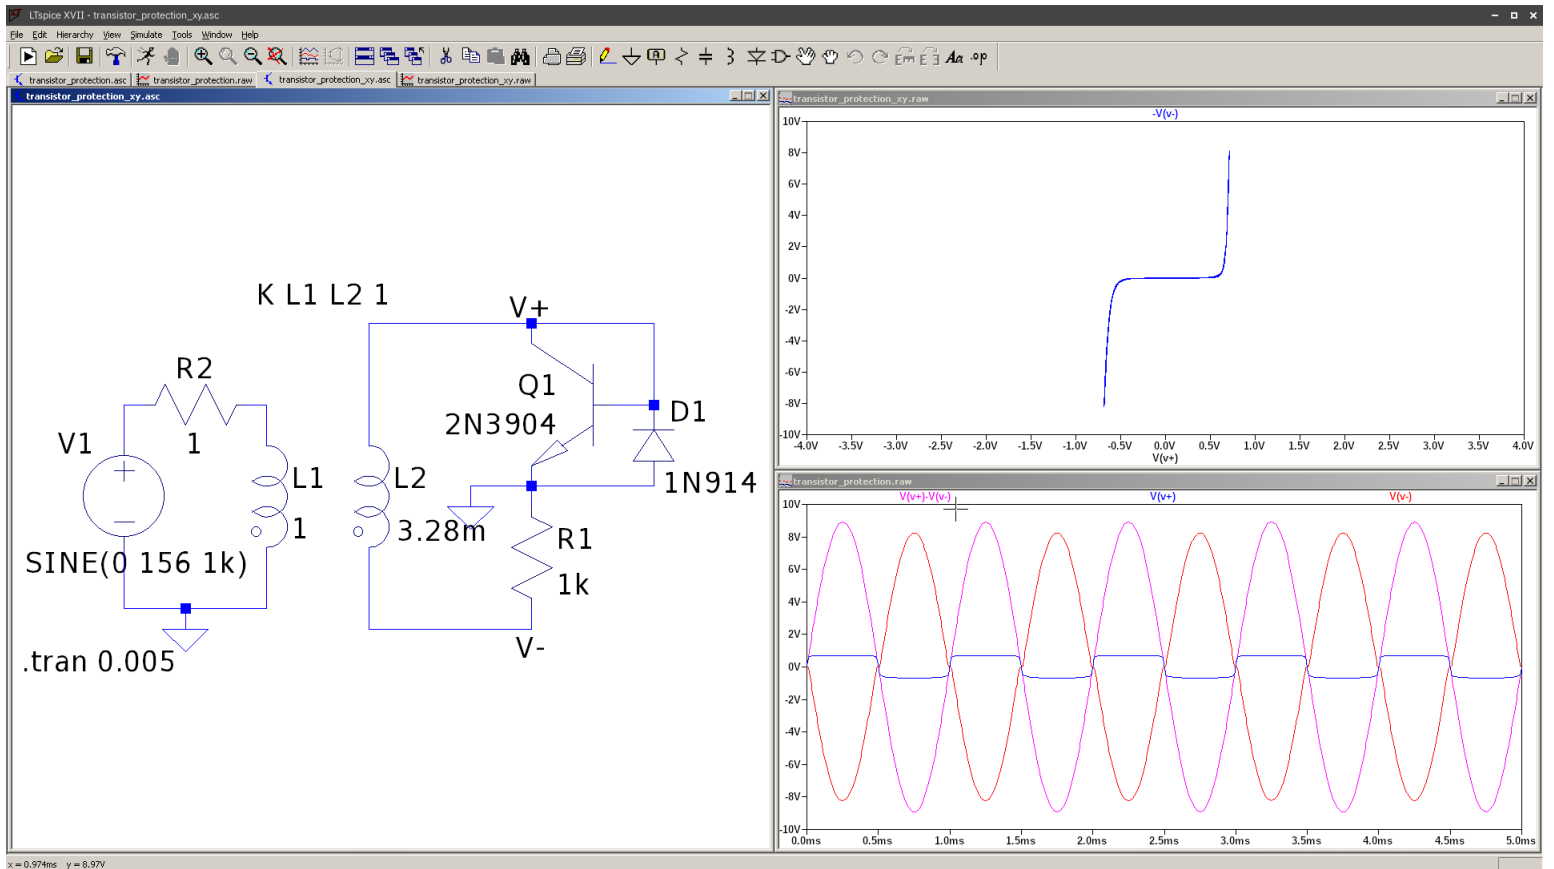 LTspice XVII - transistor_protection_xy.asc
File Edit Hierarchy View Simulate Tools Window Help
Aa .op
transistor_protection.asc transistor_protection.raw transistor_protection_xy.asc transistor_protection_xy.raw
transistor_protection_xy.asc
K L1 L2 1
V+
R2
1
Q1
2N3904
D1
1N914
V1
L1
1
L2
3.28m
R1
1k
SINE(0 156 1k)
V-
.tran 0.005
transistor_protection_xy.raw
-V(v-)
10V
8V
6V
4V
2V
0V
-2V
-4V
-6V
-8V
-10V
-4.0V -3.5V -3.0V -2.5V -2.0V -1.5V -1.0V -0.5V 0.0V 0.5V 1.0V 1.5V 2.0V 2.5V 3.0V 3.5V 4.0V
V(v+)
transistor_protection.raw
V(v+)-V(v-) V(v+) V(v-)
10V
8V
6V
4V
2V
0V
-2V
-4V
-6V
-8V
-10V
0.0ms 0.5ms 1.0ms 1.5ms 2.0ms 2.5ms 3.0ms 3.5ms 4.0ms 4.5ms 5.0ms
x = 0.974ms y = 8.97V